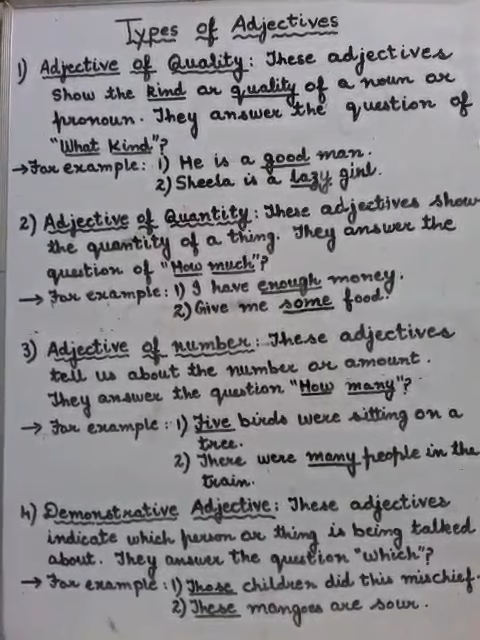 Types of Adjectives
1) Adjective of Quality: These adjectives
show the kind or quality of a noun or
pronoun. They answer the question of
"What kind"?
→ For example: 1) He is a good man.
2) Sheela is a lazy girl.
2) Adjective of Quantity: These adjectives show
the quantity of a thing. They answer the
question of "How much"?
→ For example: 1) I have enough money.
2) Give me some food.
3) Adjective of number: These adjectives
tell us about the number or amount.
They answer the question "How many"?
→ For example: 1) Five birds were sitting on a
tree.
2) There were many people in the
train.
4) Demonstrative Adjective: These adjectives
indicate which person or thing is being talked
about. They answer the question "which"?
→ For example: 1) Those children did this mischief.
2) These mangoes are sour.